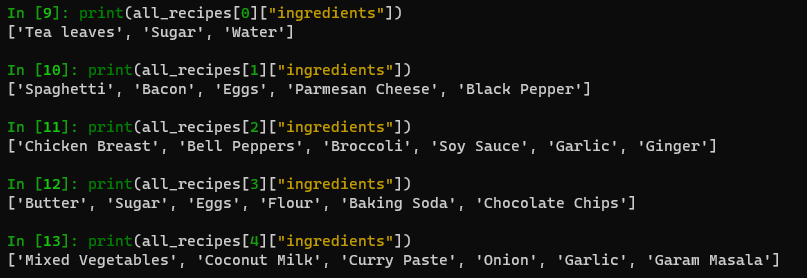 In [9]: print(all_recipes[0]["ingredients"])
['Tea leaves', 'Sugar', 'Water']
In [10]: print(all_recipes[1]["ingredients"])
['Spaghetti', 'Bacon', 'Eggs', 'Parmesan Cheese', 'Black Pepper']
In [11]: print(all_recipes[2]["ingredients"])
['Chicken Breast', 'Bell Peppers', 'Broccoli', 'Soy Sauce', 'Garlic', 'Ginger']
In [12]: print(all_recipes[3]["ingredients"])
['Butter', 'Sugar', 'Eggs', 'Flour', 'Baking Soda', 'Chocolate Chips']
In [13]: print(all_recipes[4]["ingredients"])
['Mixed Vegetables', 'Coconut Milk', 'Curry Paste', 'Onion', 'Garlic', 'Garam Masala']